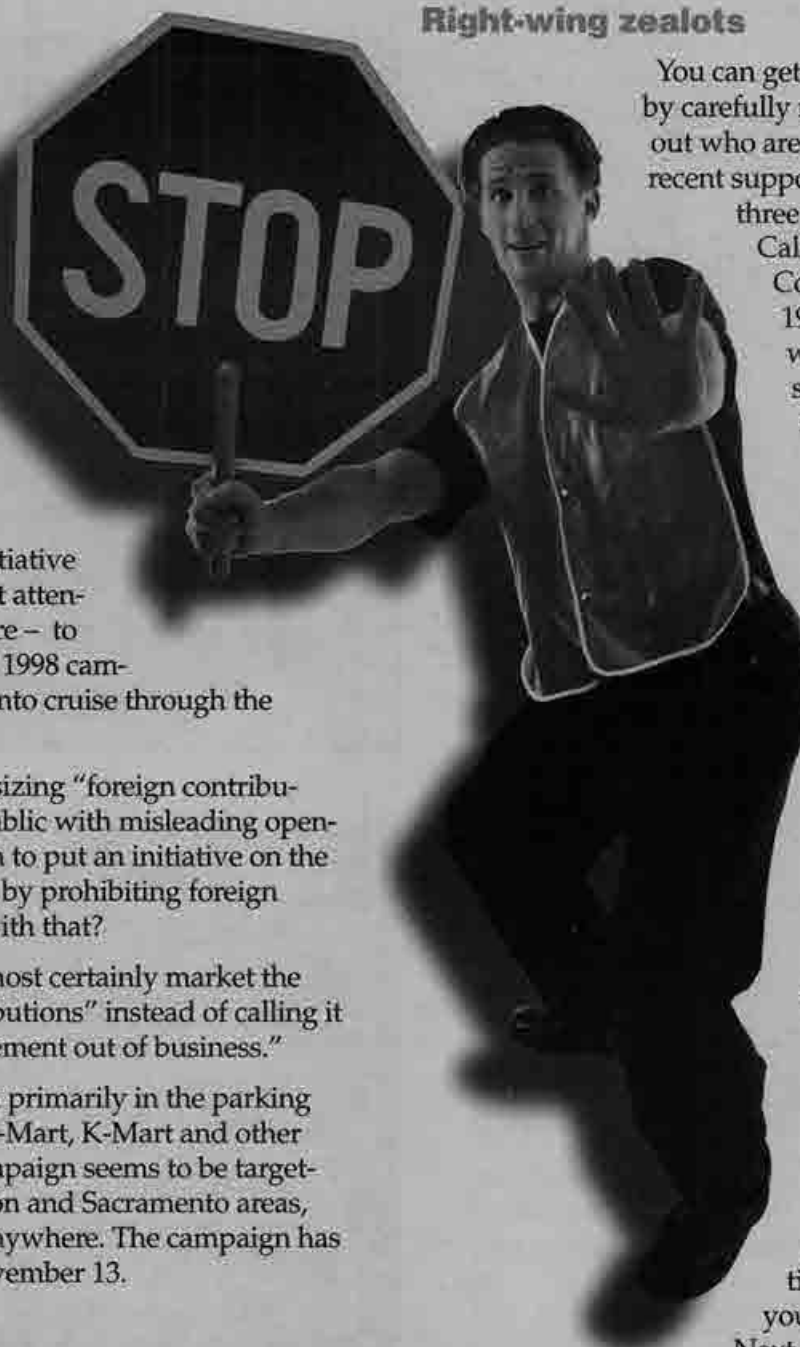 STOP
tiative
t atten-
re – to
1998 cam-
nto cruise through the
sizing “foreign contribu-
blic with misleading open-
n to put an initiative on the
by prohibiting foreign
ith that?
nost certainly market the
butions” instead of calling it
ement out of business.”
primarily in the parking
-Mart, K-Mart and other
paign seems to be target-
on and Sacramento areas,
ywhere. The campaign has
vember 13.
Right-wing zealots
You can get
by carefully
out who are
recent suppo
three
Cal
Co
19
w
s
ti
you